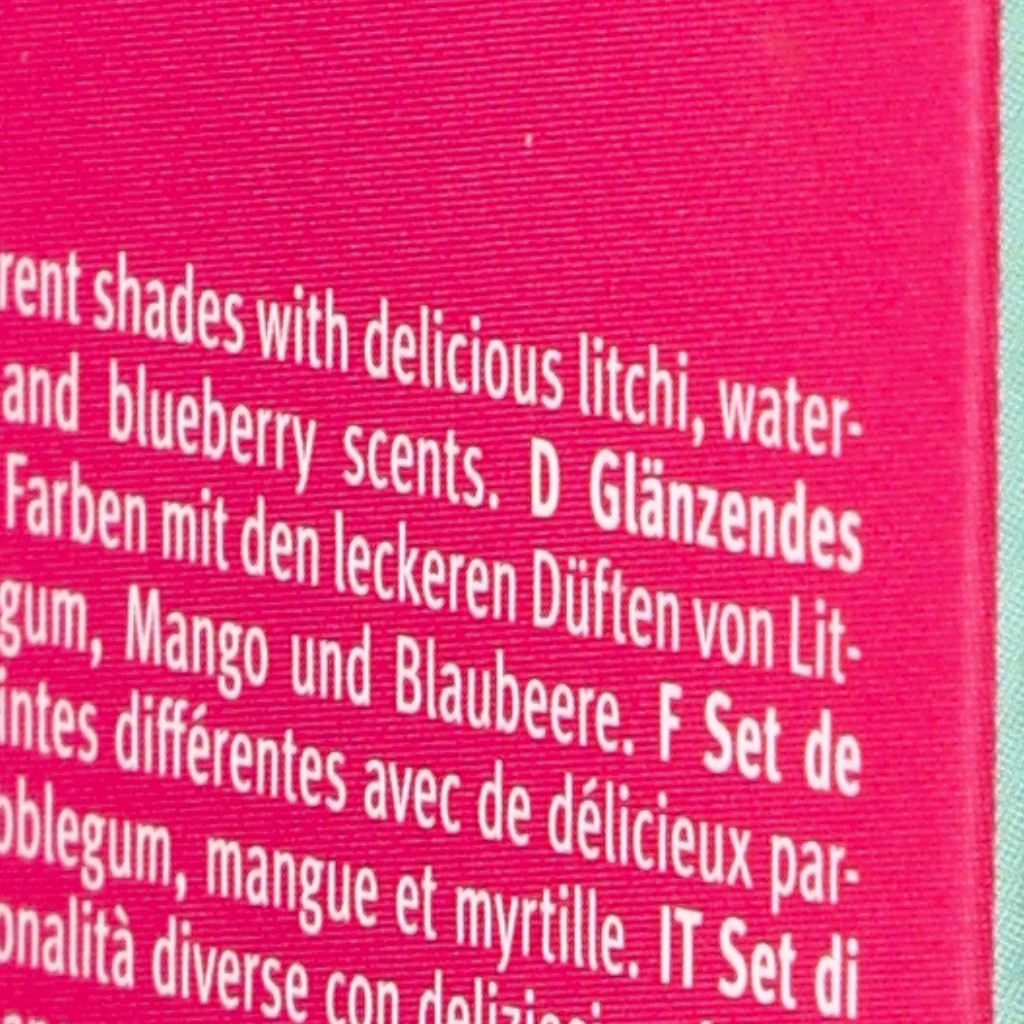 rent shades with delicious litchi, water-
and blueberry scents. D Glänzendes
Farben mit den leckeren Düften von Lit-
gum, Mango und Blaubeere. F Set de
intes différentes avec de délicieux par-
bblegum, mangue et myrtille. IT Set di
onalità diverse con